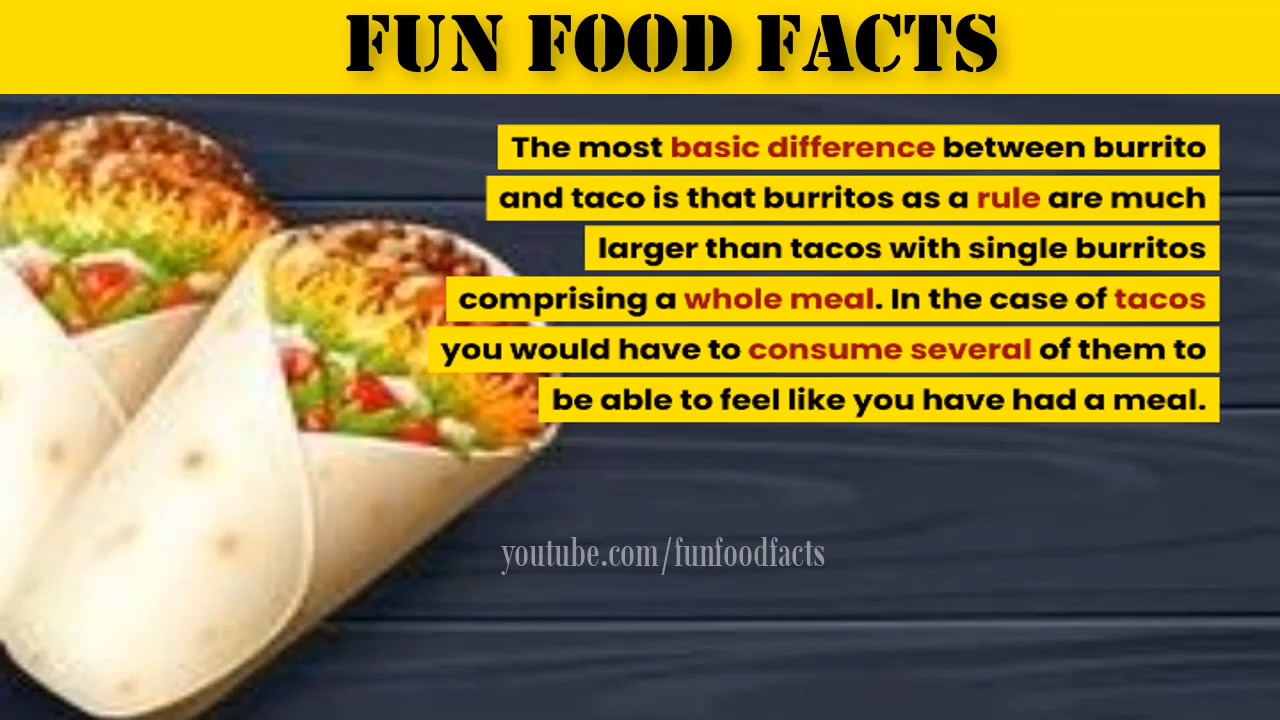 FUN FOOD FACTS
The most basic difference between burrito
and taco is that burritos as a rule are much
larger than tacos with single burritos
comprising a whole meal. In the case of tacos
you would have to consume several of them to
be able to feel like you have had a meal.
youtube.com/funfoodfacts